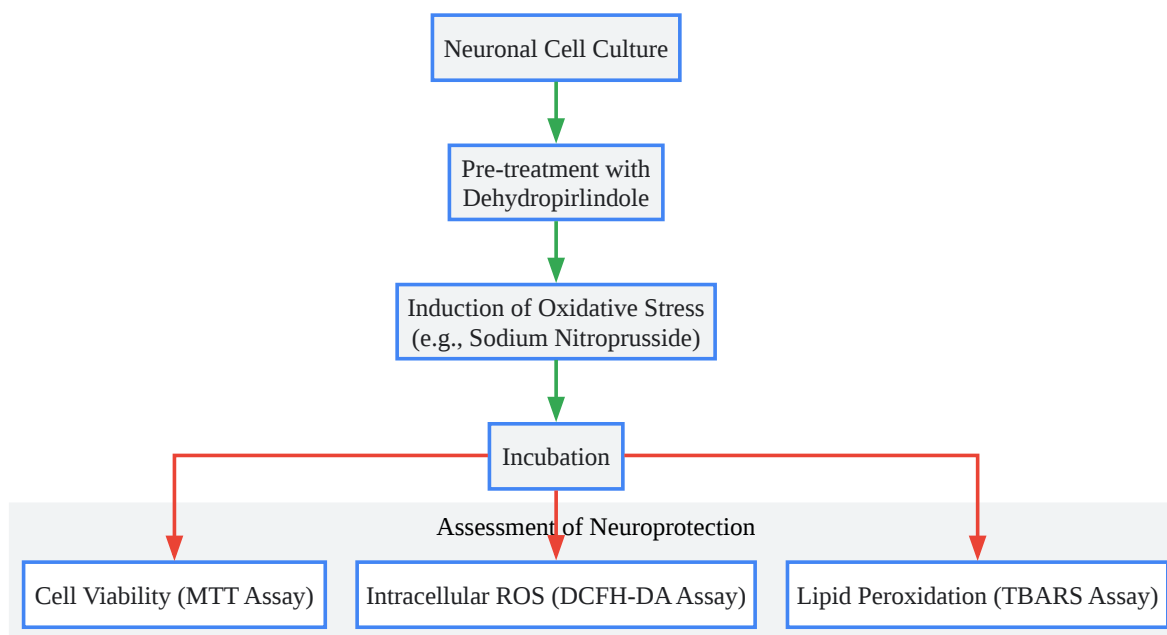 Neuronal Cell Culture
Pre-treatment with
Dehydropirlindole
Induction of Oxidative Stress
(e.g., Sodium Nitroprusside)
Incubation
Assessment of Neuroprotection
Cell Viability (MTT Assay)
Intracellular ROS (DCFH-DA Assay)
Lipid Peroxidation (TBARS Assay)